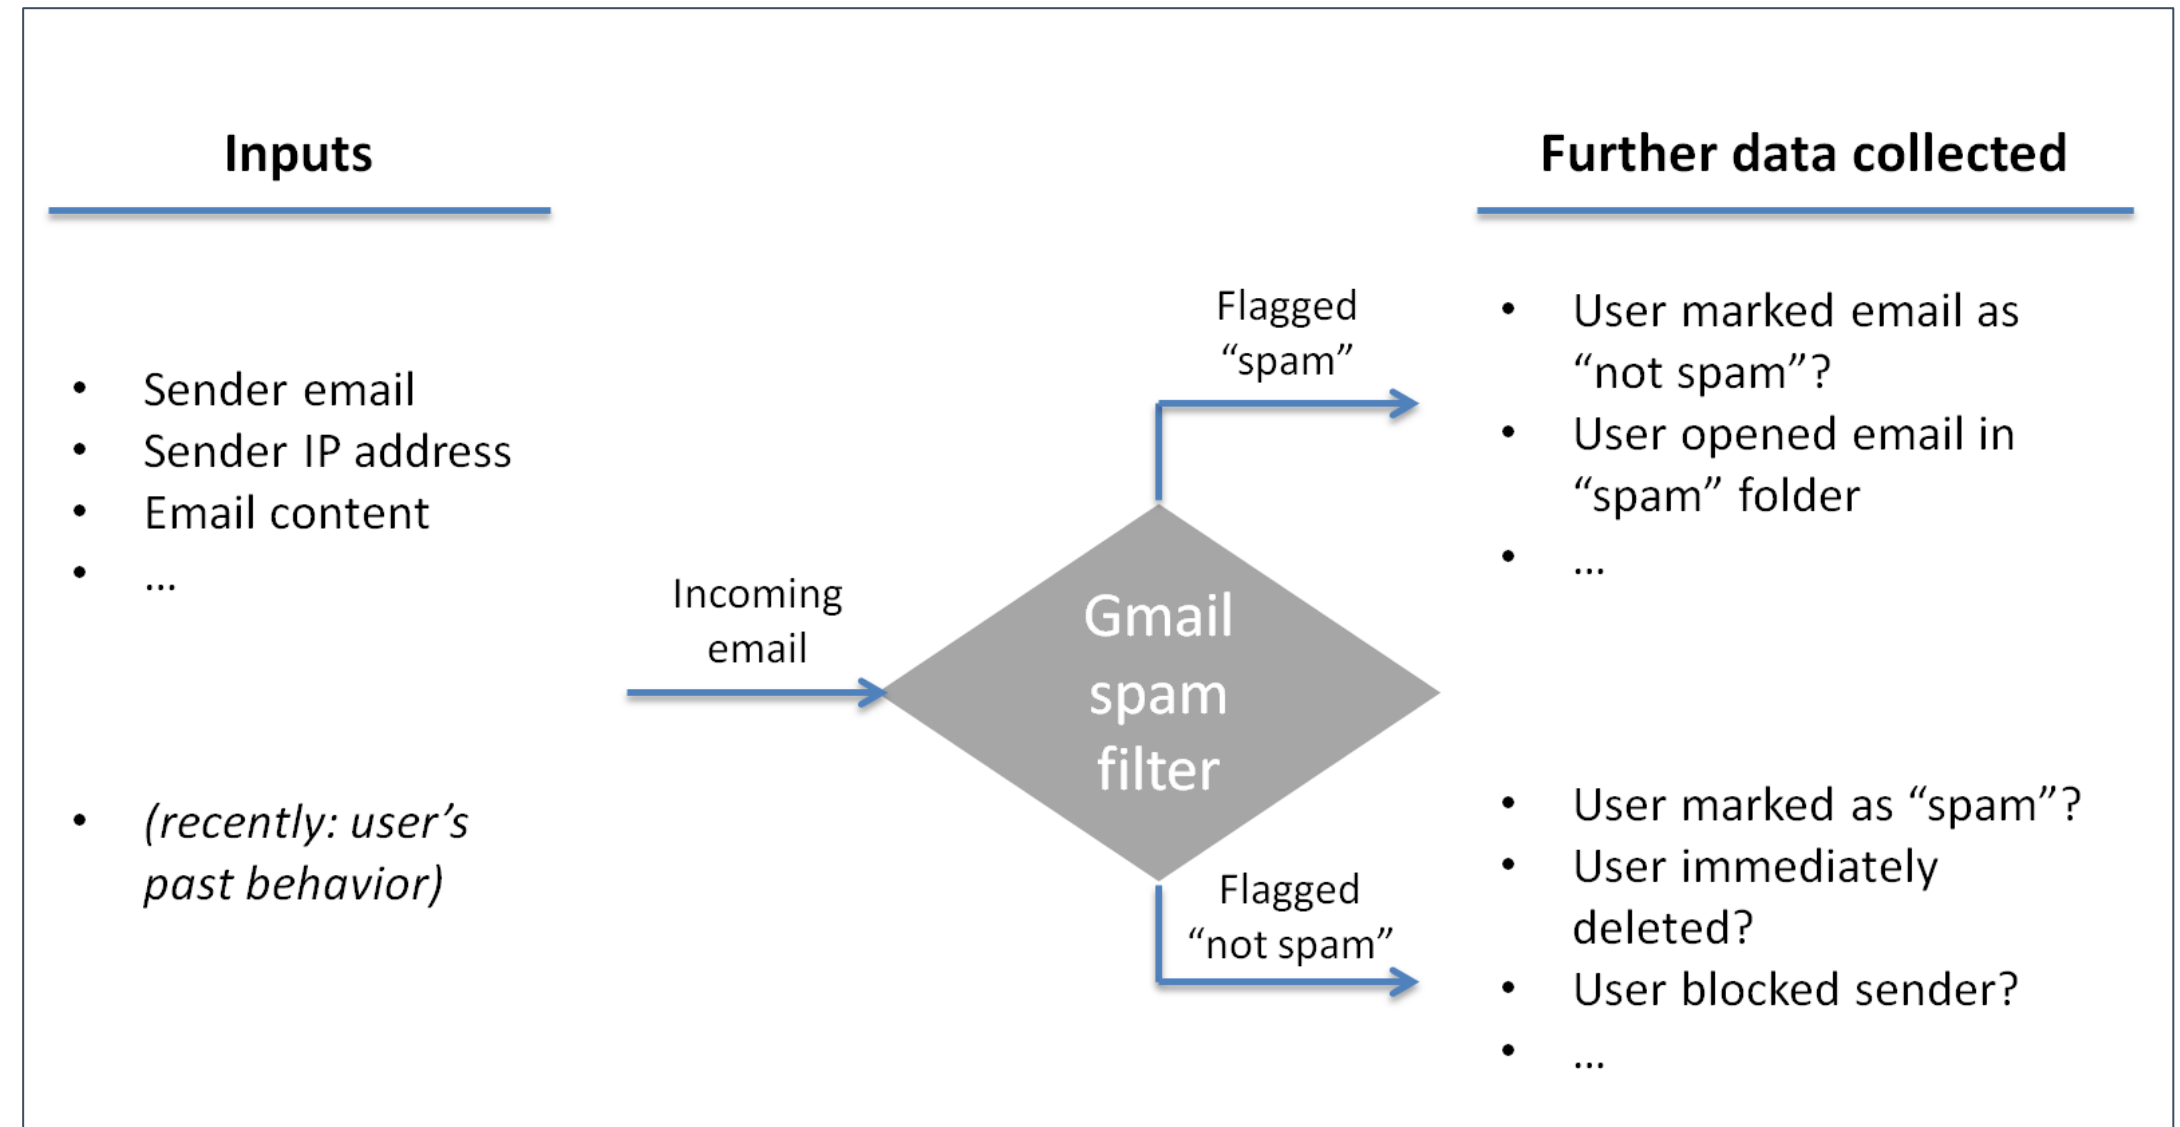 Inputs
• Sender email
• Sender IP address
• Email content
• ...
• (recently: user’s
past behavior)
Incoming
email
Gmail
spam
filter
Flagged
“spam”
Flagged
“not spam”
Further data collected
• User marked email as
“not spam”?
• User opened email in
“spam” folder
• ...
• User marked as “spam”?
• User immediately
deleted?
• User blocked sender?
• ...